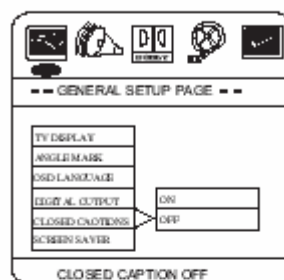 -- GENERAL SETUP PAGE --
TV DISPLAY
ANGLE MARK
OSD LANGUAGE
DIGITAL OUTPUT
ON
CLOSED CAOTIONS
OFF
SCREEN SAVER
CLOSED CAPTION OFF